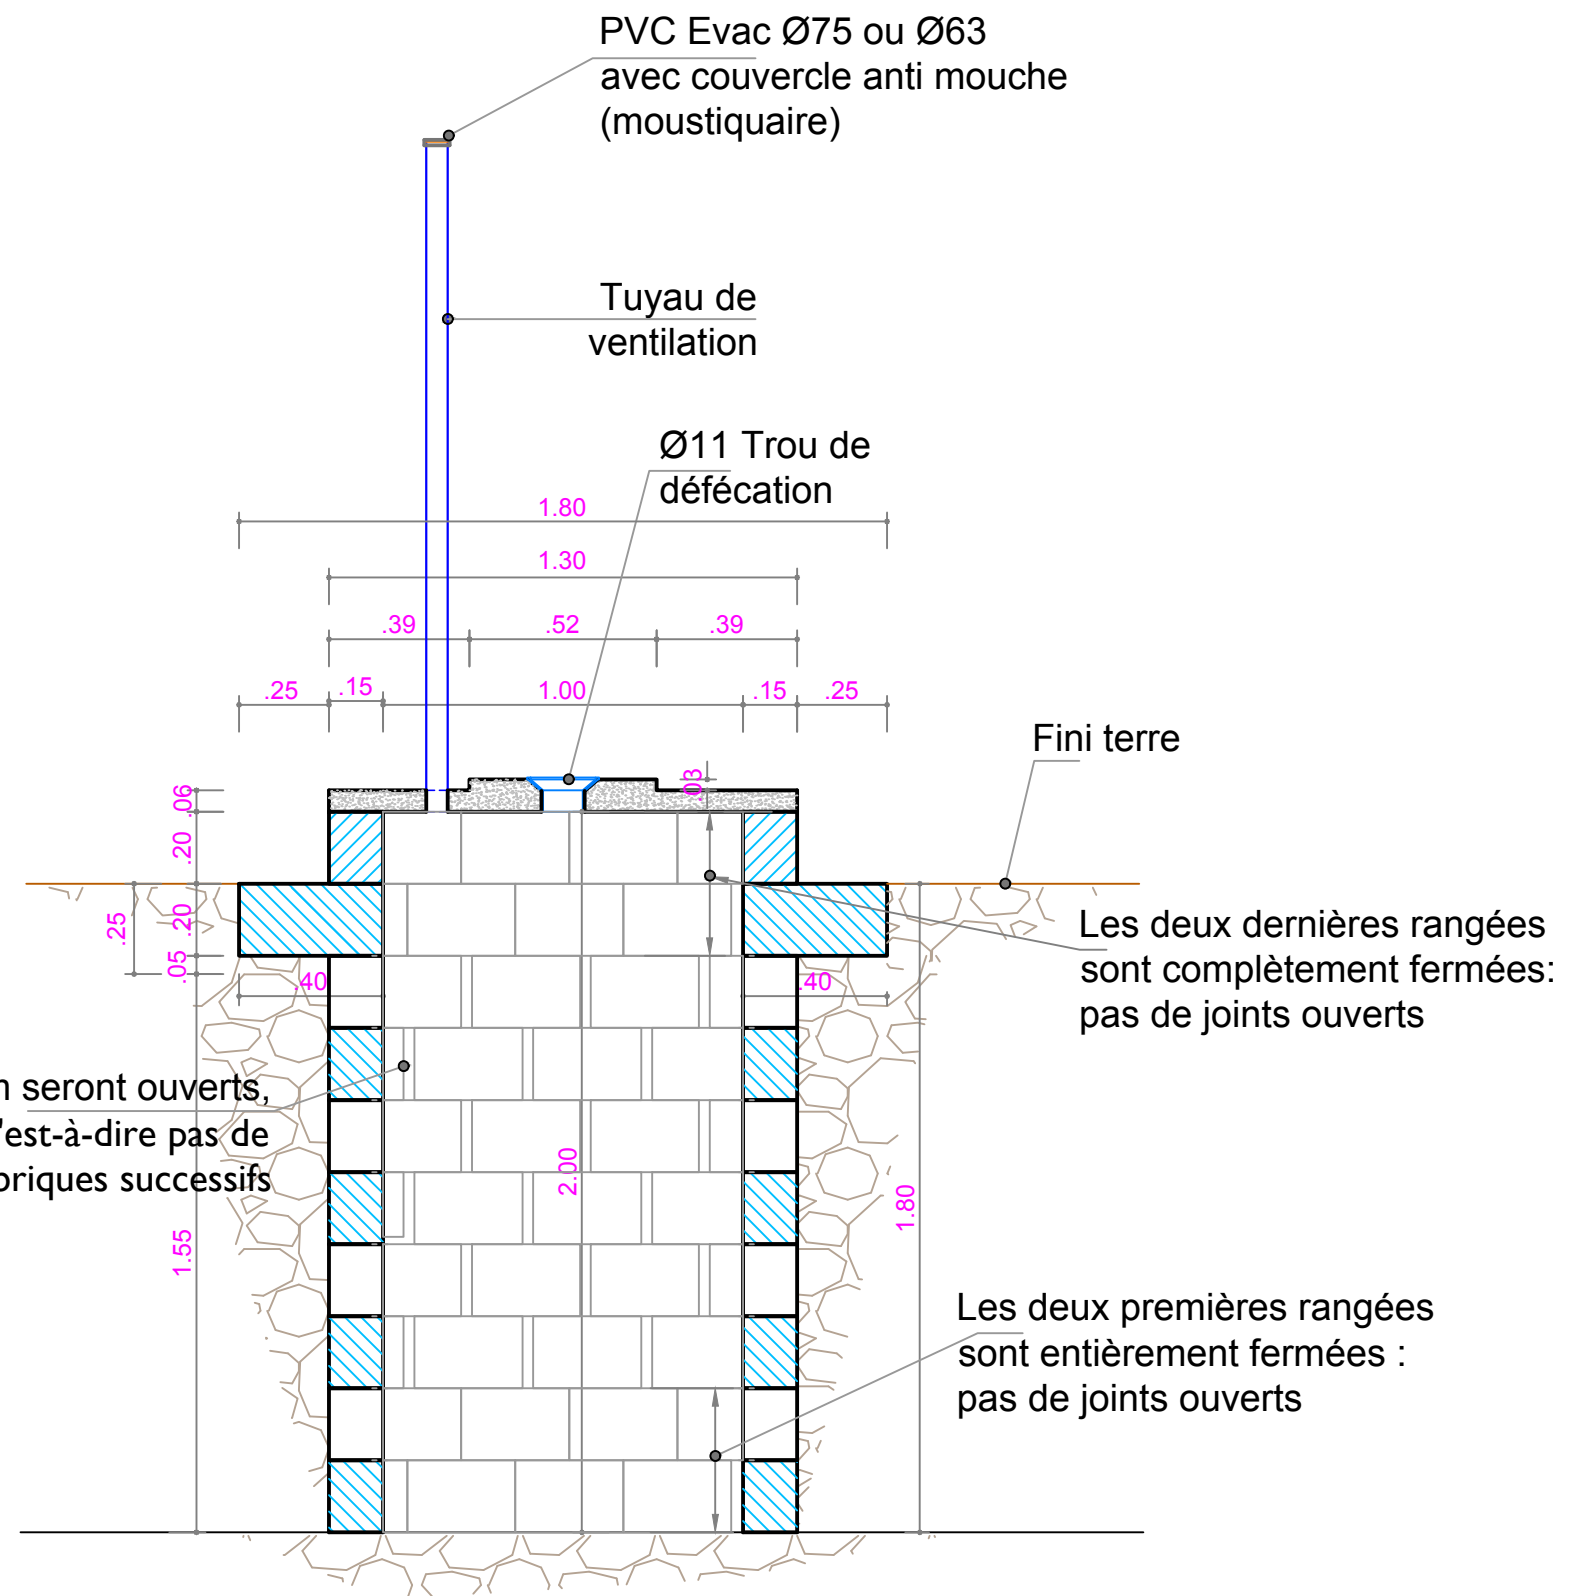 PVC Evac Ø75 ou Ø63
avec couvercle anti mouche
(moustiquaire)
Tuyau de
ventilation
Ø11 Trou de
défécation
1.80
1.30
.39
.52
.39
.25
.15
1.00
.15
.25
Fini terre
.03
.06
.20
.20
.25
.05
.40
.40
Les deux dernières rangées
sont complètement fermées:
pas de joints ouverts
seront ouverts,
'est-à-dire pas de
briques successifs
2.00
1.80
1.55
Les deux premières rangées
sont entièrement fermées :
pas de joints ouverts